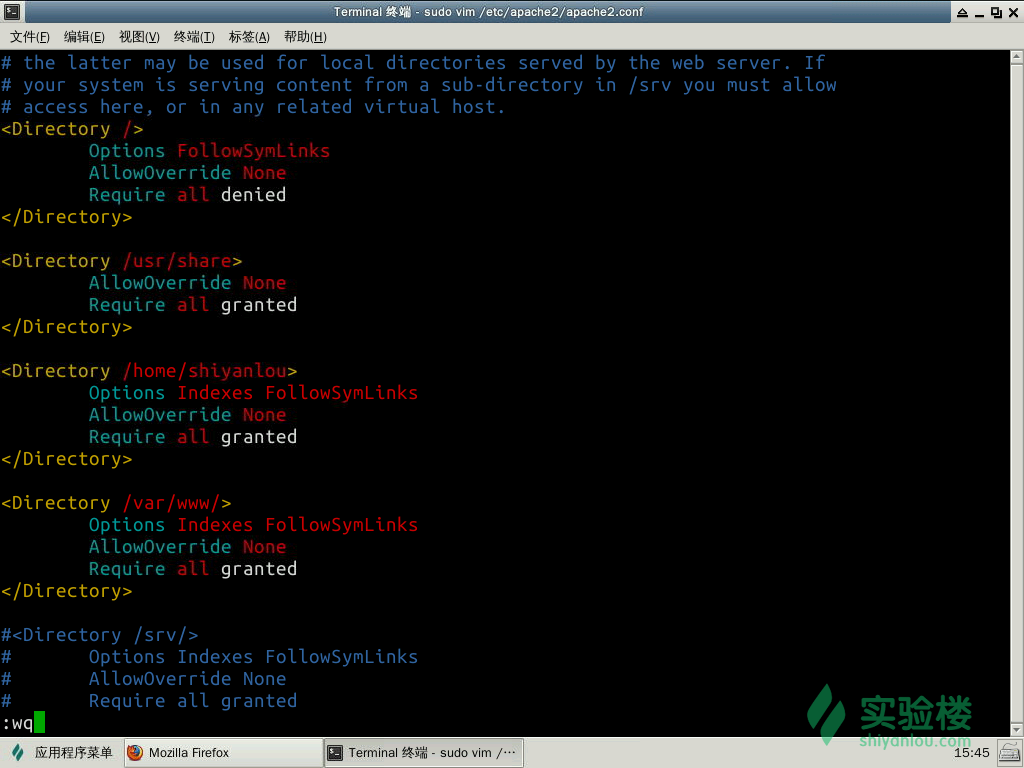 Terminal 终端 - sudo vim /etc/apache2/apache2.conf
文件(F) 编辑(E) 视图(V) 终端(T) 标签(A) 帮助(H)
# the latter may be used for local directories served by the web server. If
# your system is serving content from a sub-directory in /srv you must allow
# access here, or in any related virtual host.
<Directory />
        Options FollowSymLinks
        AllowOverride None
        Require all denied
</Directory>

<Directory /usr/share>
        AllowOverride None
        Require all granted
</Directory>

<Directory /home/shiyanlou>
        Options Indexes FollowSymLinks
        AllowOverride None
        Require all granted
</Directory>

<Directory /var/www/>
        Options Indexes FollowSymLinks
        AllowOverride None
        Require all granted
</Directory>

#<Directory /srv/>
#       Options Indexes FollowSymLinks
#       AllowOverride None
#       Require all granted
:wq
实验楼
shiyanlou.com
应用程序菜单 Mozilla Firefox Terminal 终端 - sudo vim /⋯ 15:45